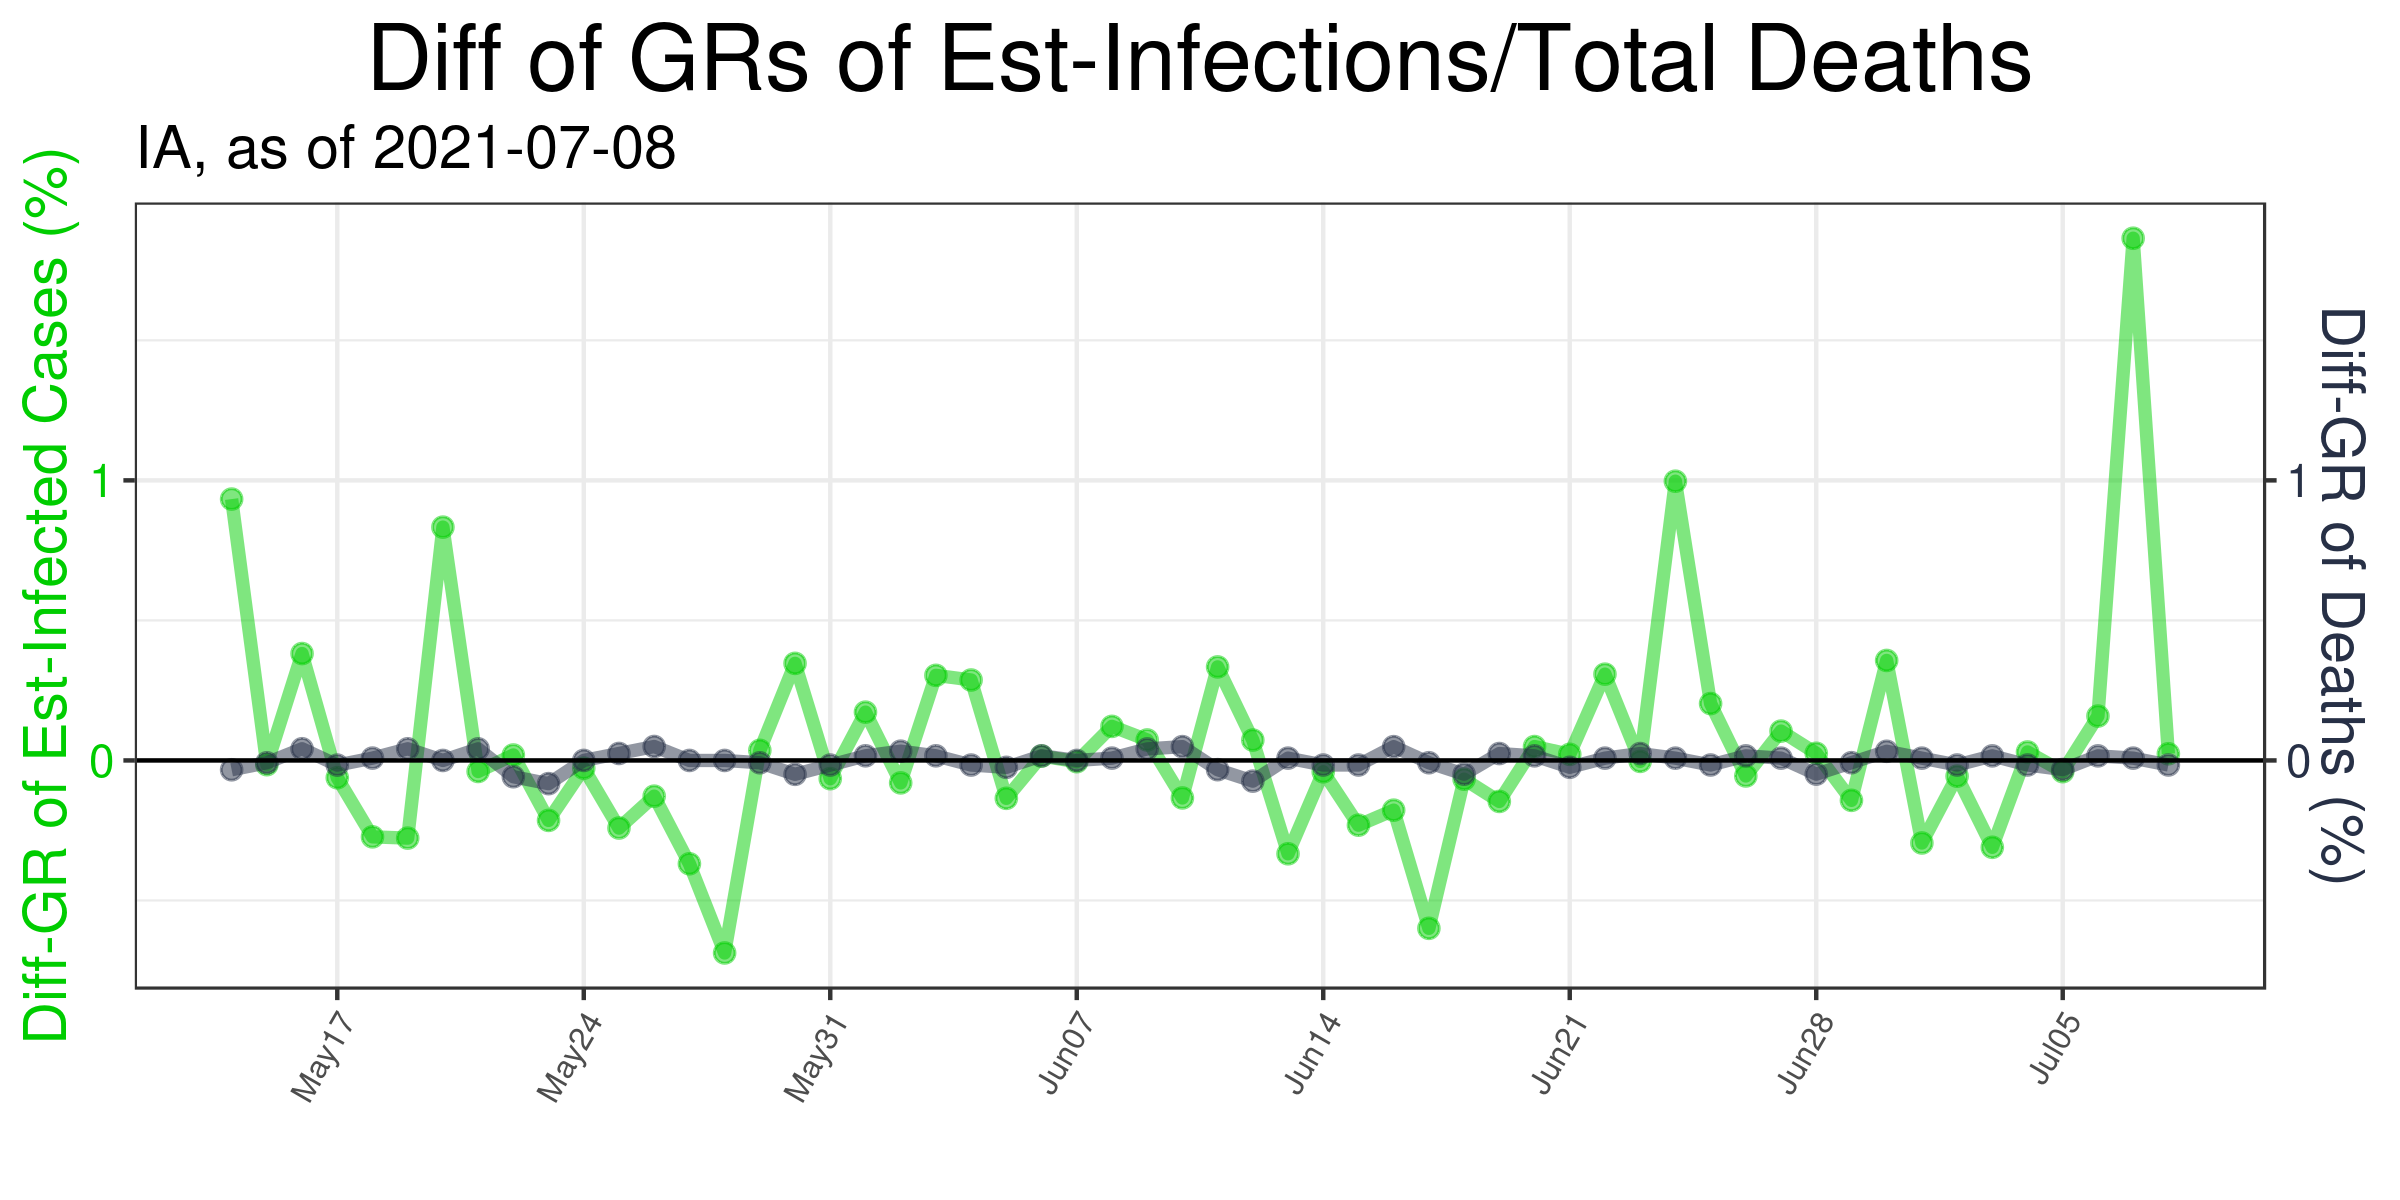 Diff of GRs of Est-Infections/Total Deaths
IA, as of 2021-07-08
Diff-GR of Est-Infected Cases (%)
1
0
1
0
Diff-GR of Deaths (%)
May17
May24
May31
Jun07
Jun14
Jun21
Jun28
Jul05